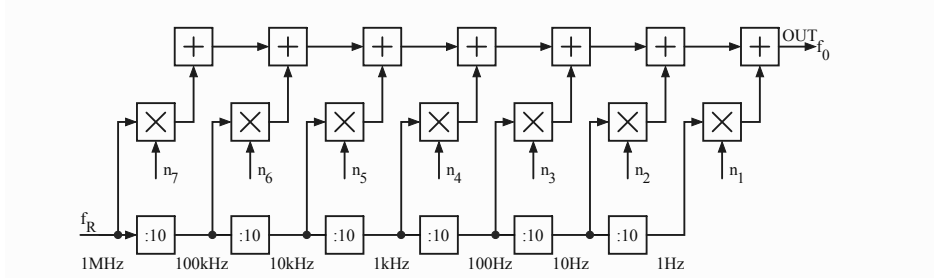 OUT
+ + + + + + + f₀
× × × × × × ×
n₇ n₆ n₅ n₄ n₃ n₂ n₁
f_R
:10 :10 :10 :10 :10 :10
1MHz 100kHz 10kHz 1kHz 100Hz 10Hz 1Hz